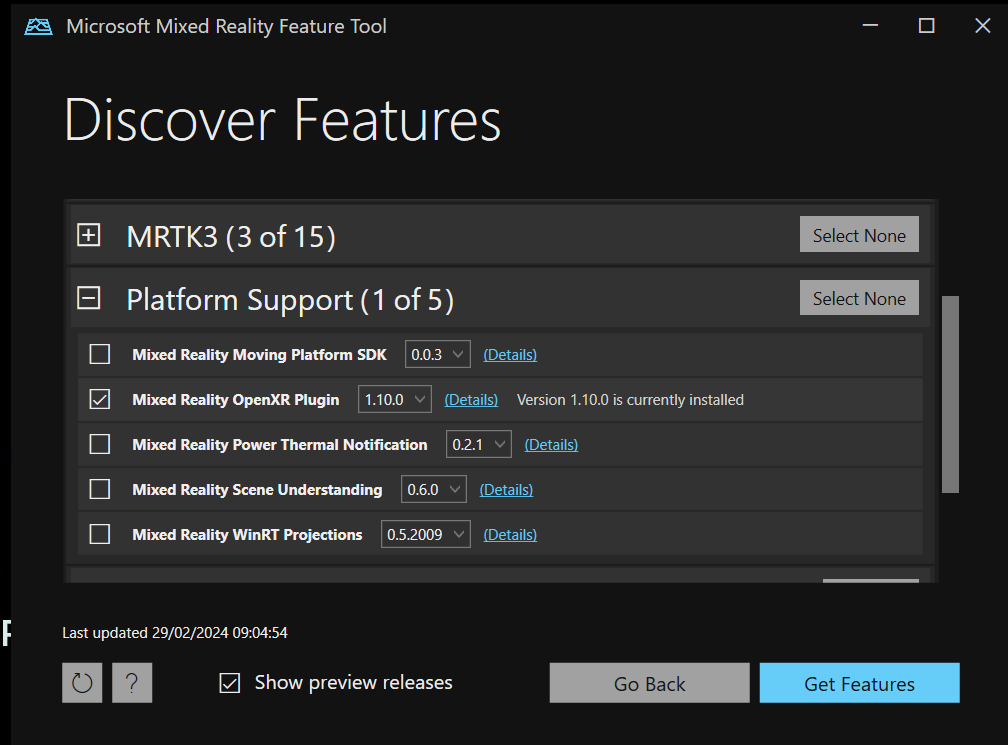 Microsoft Mixed Reality Feature Tool
Discover Features
MRTK3 (3 of 15) Select None
Platform Support (1 of 5) Select None
Mixed Reality Moving Platform SDK 0.0.3 (Details)
Mixed Reality OpenXR Plugin 1.10.0 (Details) Version 1.10.0 is currently installed
Mixed Reality Power Thermal Notification 0.2.1 (Details)
Mixed Reality Scene Understanding 0.6.0 (Details)
Mixed Reality WinRT Projections 0.5.2009 (Details)
Last updated 29/02/2024 09:04:54
? Show preview releases Go Back Get Features